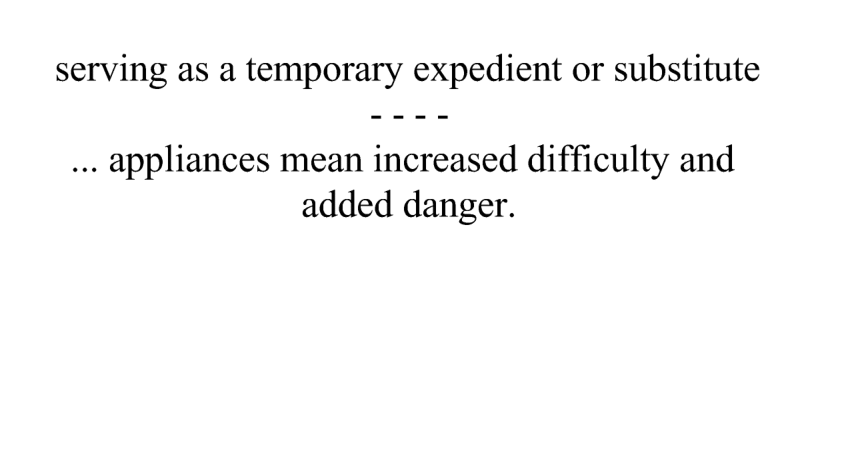 serving as a temporary expedient or substitute
- - - -
... appliances mean increased difficulty and
added danger.